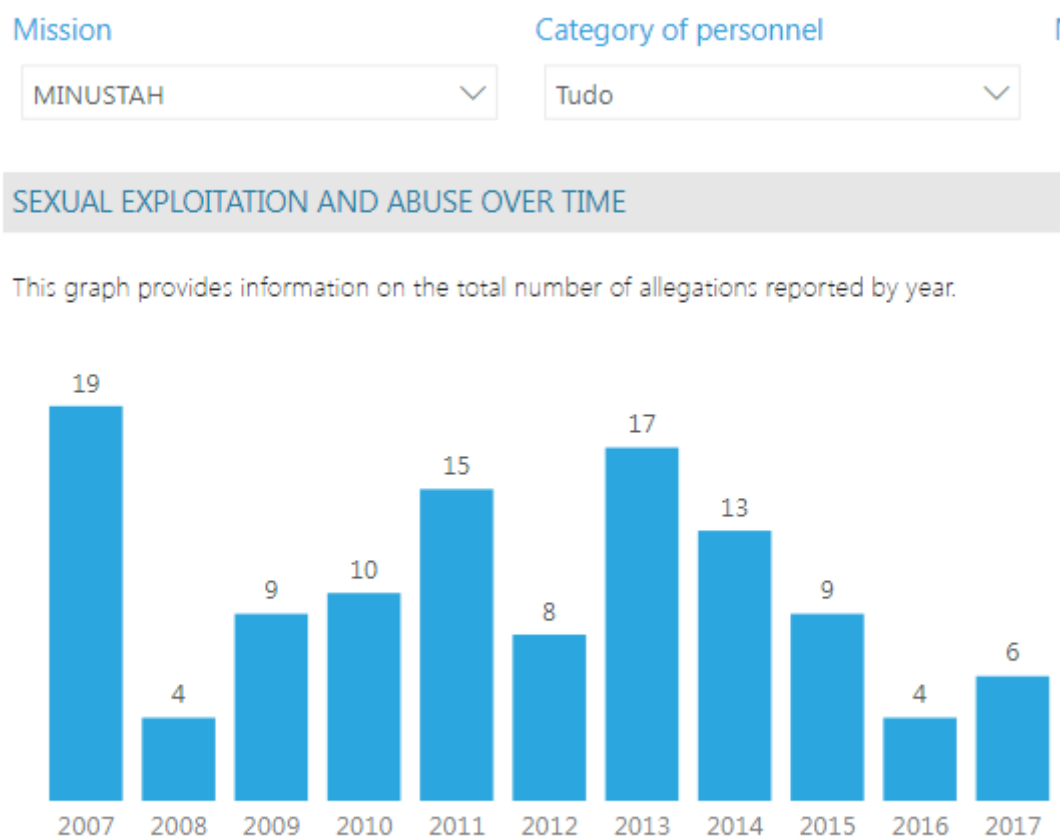 Mission Category of personnel
MINUSTAH Tudo
SEXUAL EXPLOITATION AND ABUSE OVER TIME
This graph provides information on the total number of allegations reported by year.
19 4 9 10 15 8 17 13 9 4 6
2007 2008 2009 2010 2011 2012 2013 2014 2015 2016 2017